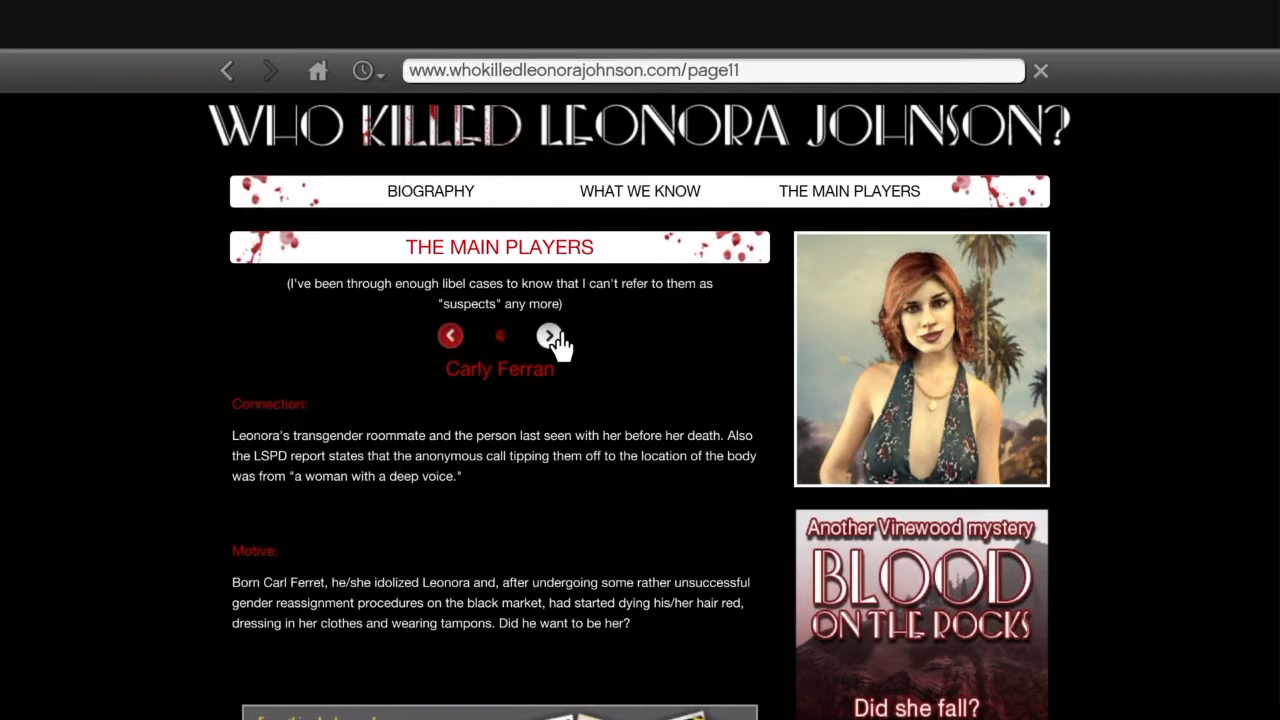 www.whokilledleonorajohnson.com/page11
WHO KILLED LEONORA JOHNSON?
BIOGRAPHY WHAT WE KNOW THE MAIN PLAYERS
THE MAIN PLAYERS
(I've been through enough libel cases to know that I can't refer to them as
"suspects" any more)
Carly Ferran
Connection:
Leonora's transgender roommate and the person last seen with her before her death. Also
the LSPD report states that the anonymous call tipping them off to the location of the body
was from "a woman with a deep voice."
Motive:
Born Carl Ferret, he/she idolized Leonora and, after undergoing some rather unsuccessful
gender reassignment procedures on the black market, had started dying his/her hair red,
dressing in her clothes and wearing tampons. Did he want to be her?
Another Vinewood mystery
BLOOD
ON THE ROCKS
Did she fall?